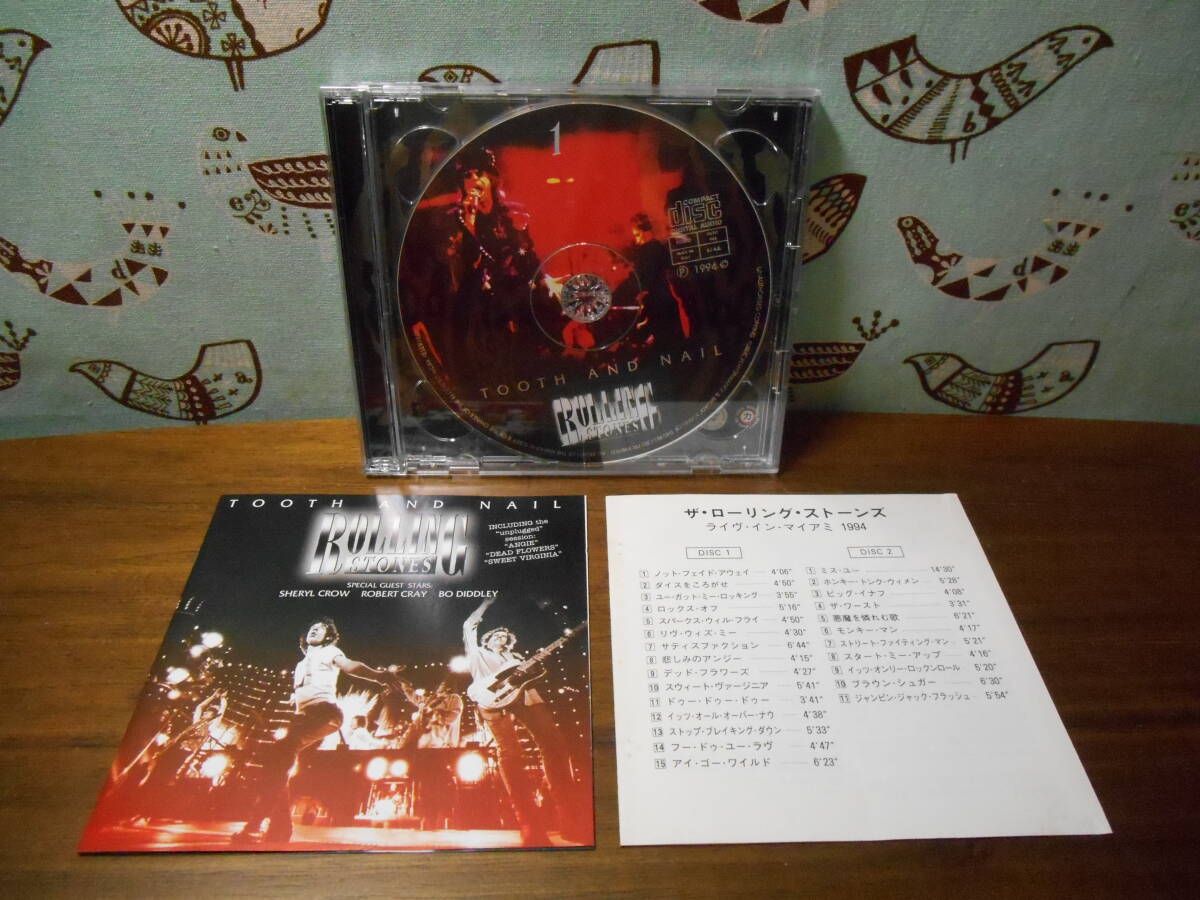 1
COMPACT
disc
DIGITAL AUDIO
Ⓟ 1994 ©
TOOTH AND NAIL
ROLLING
STONES
TOOTH AND NAIL
ROLLING
STONES
INCLUDING the
"unplugged"
session:
"ANGIE"
"DEAD FLOWERS"
"SWEET VIRGINIA"
SPECIAL GUEST STARS:
SHERYL CROW ROBERT CRAY BO DIDDLEY
ザ・ローリング・ストーンズ
ライヴ・イン・マイアミ 1994
DISC 1
1 ノット・フェイド・アウェイ 4'06"
2 ダイスをころがせ 4'50"
3 ユー・ガット・ミー・ロッキング 3'55"
4 ロックス・オフ 5'16"
5 スパークス・ウィル・フライ 4'50"
6 リヴ・ウィズ・ミー 4'30"
7 サティスファクション 6'44"
8 悲しみのアンジー 4'15"
9 デッド・フラワーズ 4'27"
10 スウィート・ヴァージニア 5'41"
11 ドゥー・ドゥー・ドゥー 3'41"
12 イッツ・オール・オーバー・ナウ 4'38"
13 ストップ・ブレイキング・ダウン 5'33"
14 フー・ドゥ・ユー・ラヴ 4'47"
15 アイ・ゴー・ワイルド 6'23"
DISC 2
1 ミス・ユー 14'30"
2 ホンキー・トンク・ウィメン 5'28"
3 ビッグ・イナフ 4'08"
4 ザ・ワースト 3'31"
5 悪魔を憐れむ歌 6'21"
6 モンキー・マン 4'17"
7 ストリート・ファイティング・マン 5'21"
8 スタート・ミー・アップ 4'16"
9 イッツ・オンリー・ロックンロール 5'20"
10 ブラウン・シュガー 6'30"
11 ジャンピン・ジャック・フラッシュ 5'54"